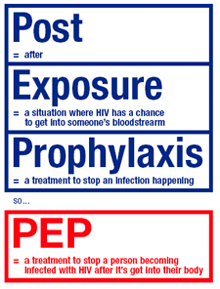 Post
= after
Exposure
= a situation where HIV has a chance
to get into someone's bloodstrearm
Prophylaxis
= a treatment to stop an infection happening
so...
PEP
= a treatment to stop a person becoming
infected with HIV after it's got into their body